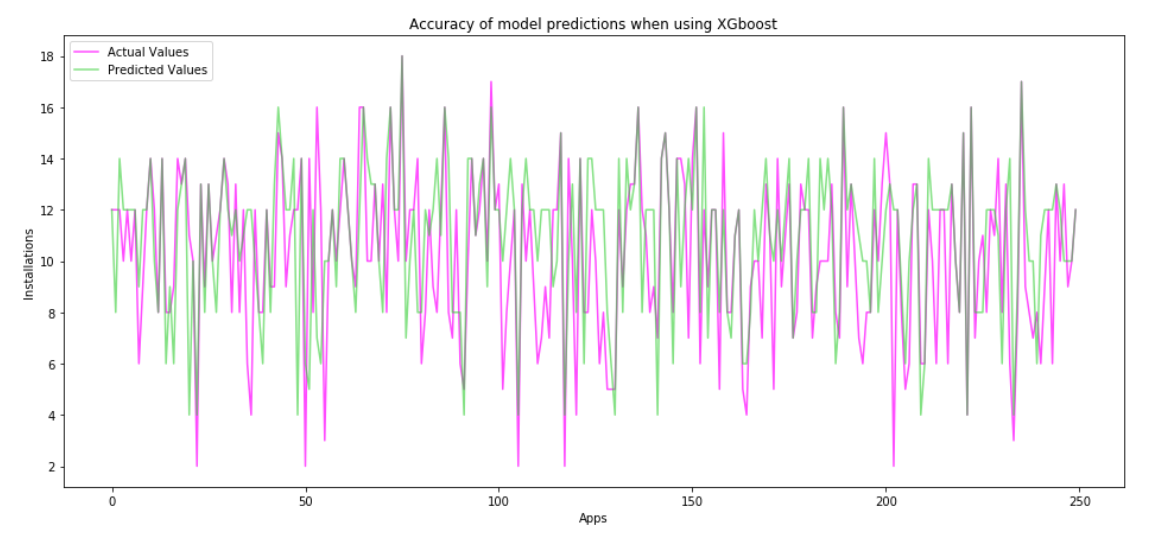 Accuracy of model predictions when using XGboost
Actual Values
Predicted Values
18
16
14
12
10
8
6
4
2
Installations
0 50 100 150 200 250
Apps